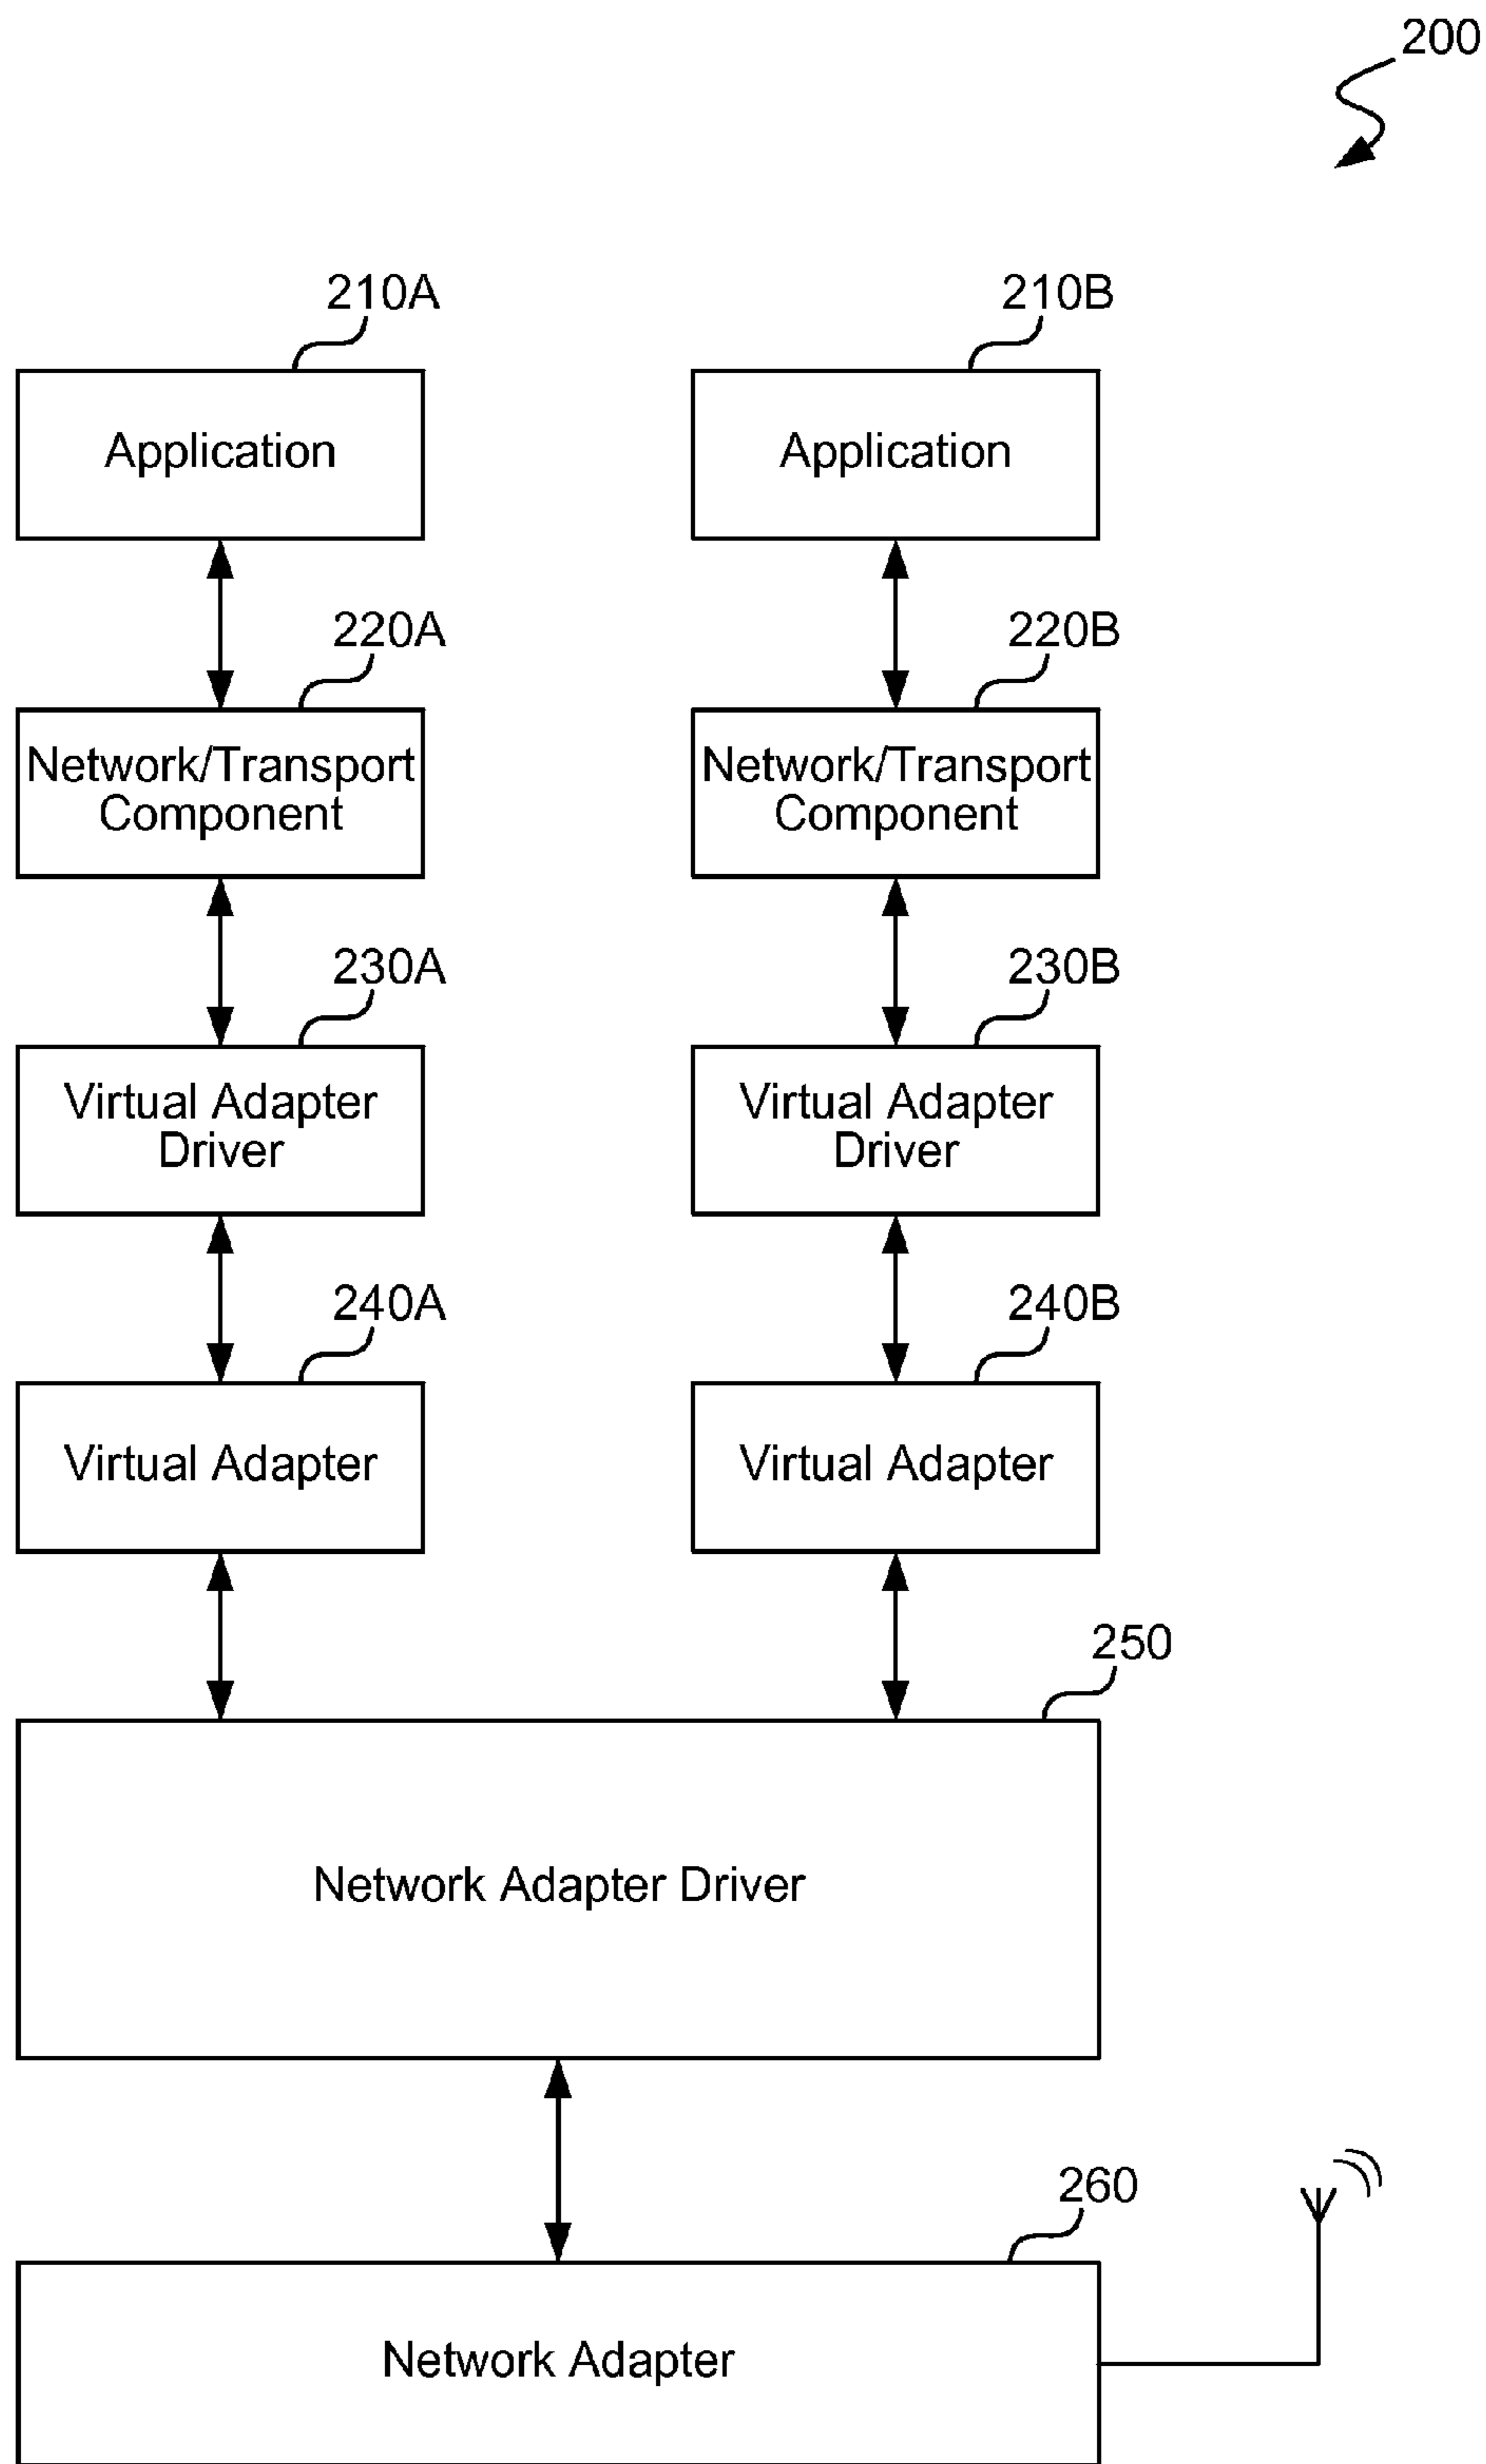 200
210A
210B
Application
Application
220A
220B
Network/Transport
Component
Network/Transport
Component
230A
230B
Virtual Adapter
Driver
Virtual Adapter
Driver
240A
240B
Virtual Adapter
Virtual Adapter
250
Network Adapter Driver
260
Network Adapter